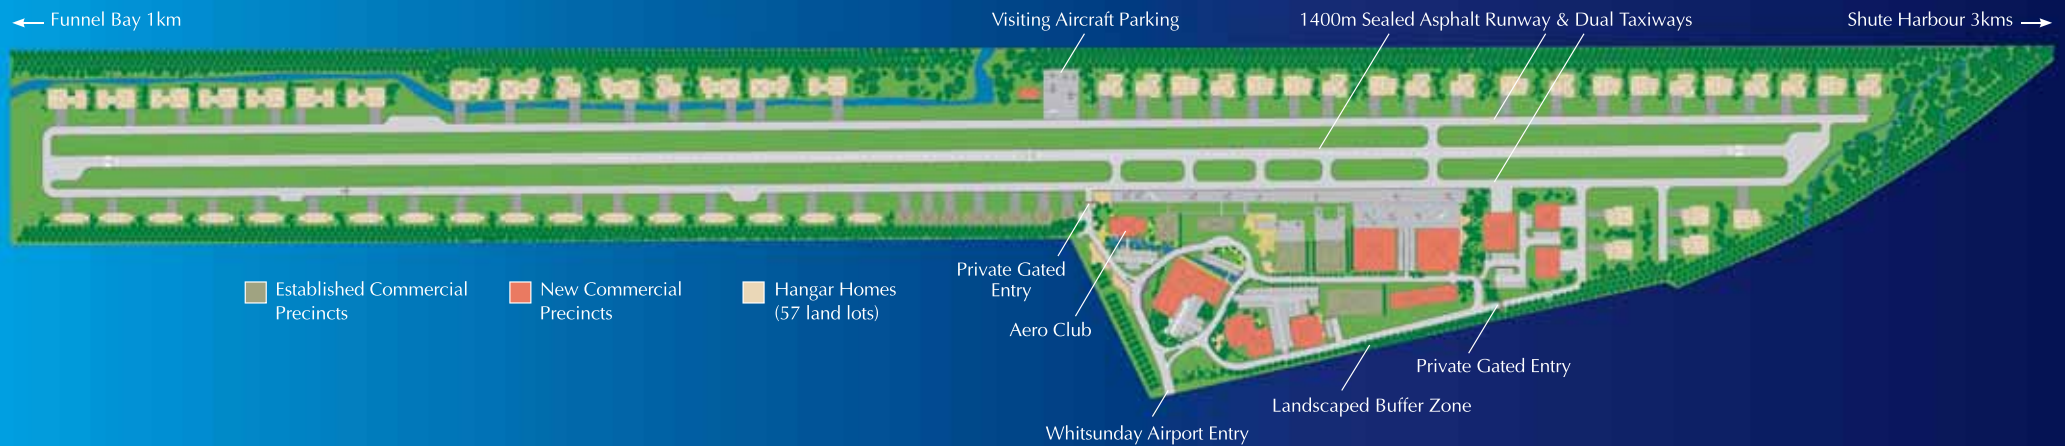 Funnel Bay 1km
Visiting Aircraft Parking
1400m Sealed Asphalt Runway & Dual Taxiways
Shute Harbour 3kms
Established Commercial
Precincts
New Commercial
Precincts
Hangar Homes
(57 land lots)
Private Gated
Entry
Aero Club
Private Gated Entry
Landscaped Buffer Zone
Whitsunday Airport Entry